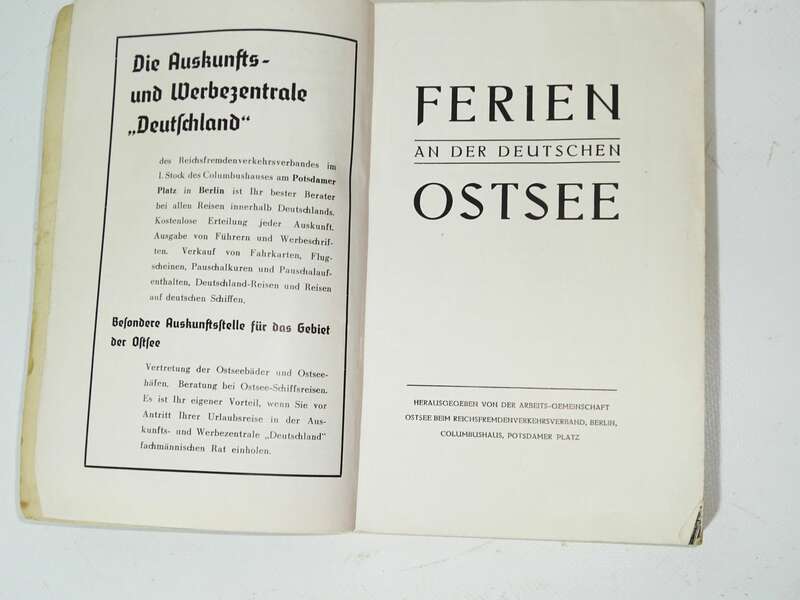 Die Auskunfts-
und Werbezentrale
„Deutschland“
des Reichsfremdenverkehrsverbandes im
I. Stock des Columbushauses am Potsdamer
Platz in Berlin ist Ihr bester Berater
bei allen Reisen innerhalb Deutschlands.
Kostenlose Erteilung jeder Auskunft.
Ausgabe von Führern und Werbeschrif-
ten. Verkauf von Fahrkarten, Flug-
scheinen, Pauschalkuren und Pauschalauf-
enthalten, Deutschland-Reisen und Reisen
auf deutschen Schiffen.
Besondere Auskunftsstelle für das Gebiet
der Ostsee
Vertretung der Ostseebäder und Ostsee-
häfen. Beratung bei Ostsee-Schiffsreisen.
Es ist Ihr eigener Vorteil, wenn Sie vor
Antritt Ihrer Urlaubsreise in der Aus-
kunfts- und Werbezentrale „Deutschland“
fachmännischen Rat einholen.
FERIEN
AN DER DEUTSCHEN
OSTSEE
HERAUSGEGEBEN VON DER ARBEITS-GEMEINSCHAFT
OSTSEE BEIM REICHSFREMDENVERKEHRSVERBAND, BERLIN,
COLUMBUSHAUS, POTSDAMER PLATZ